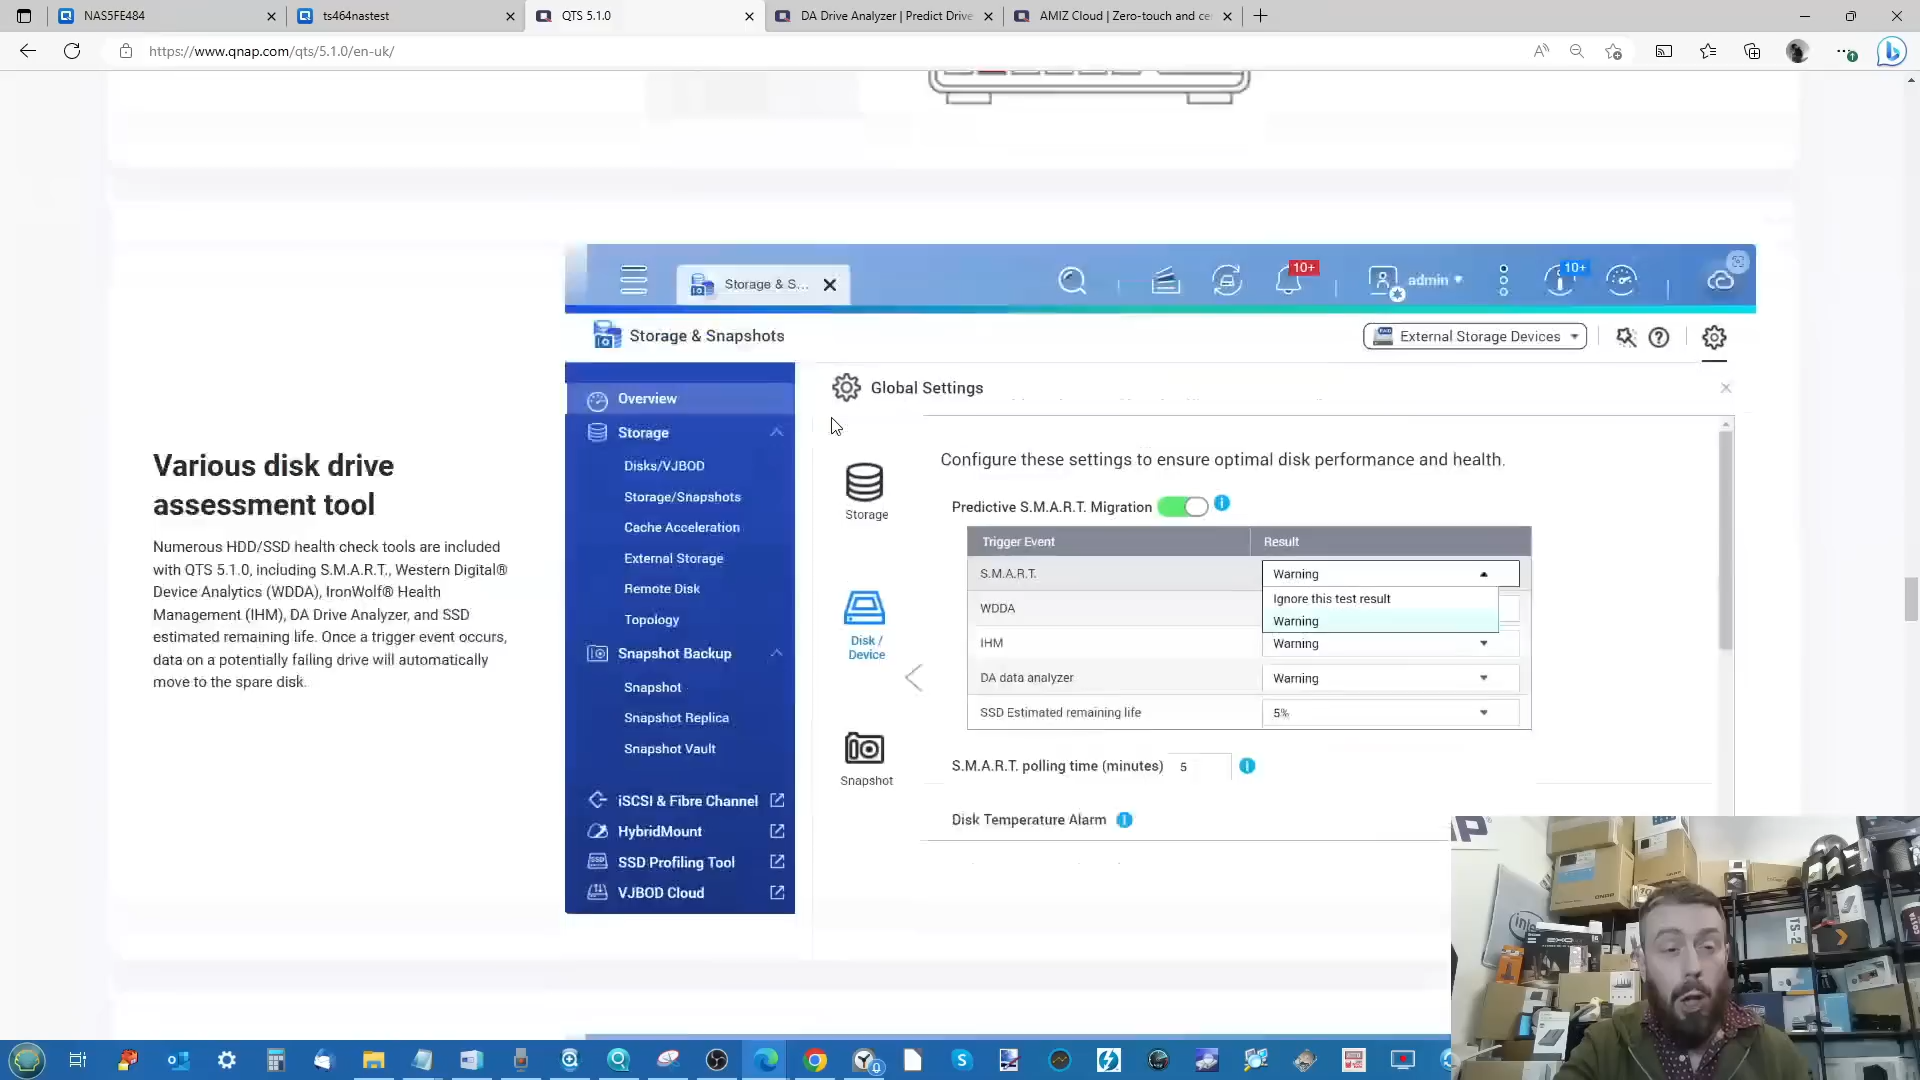 NAS5FE484
ts464nastest
QTS 5.1.0
DA Drive Analyzer | Predict Drive
AMIZ Cloud | Zero-touch and ce
https://www.qnap.com/qts/5.1.0/en-uk/
Storage & S...
10+
admin
10+
Storage & Snapshots
External Storage Devices
Overview
Storage
Disks/VJBOD
Storage/Snapshots
Cache Acceleration
External Storage
Remote Disk
Topology
Snapshot Backup
Snapshot
Snapshot Replica
Snapshot Vault
iSCSI & Fibre Channel
HybridMount
SSD Profiling Tool
VJBOD Cloud
Global Settings
Storage
Disk /
Device
Snapshot
Configure these settings to ensure optimal disk performance and health.
Predictive S.M.A.R.T. Migration
Trigger Event Result
S.M.A.R.T. Warning
Ignore this test result
WDDA
Warning
IHM Warning
DA data analyzer Warning
SSD Estimated remaining life 5%
S.M.A.R.T. polling time (minutes) 5
Disk Temperature Alarm
Various disk drive
assessment tool
Numerous HDD/SSD health check tools are included
with QTS 5.1.0, including S.M.A.R.T., Western Digital®
Device Analytics (WDDA), IronWolf® Health
Management (IHM), DA Drive Analyzer, and SSD
estimated remaining life. Once a trigger event occurs,
data on a potentially falling drive will automatically
move to the spare disk.
intel